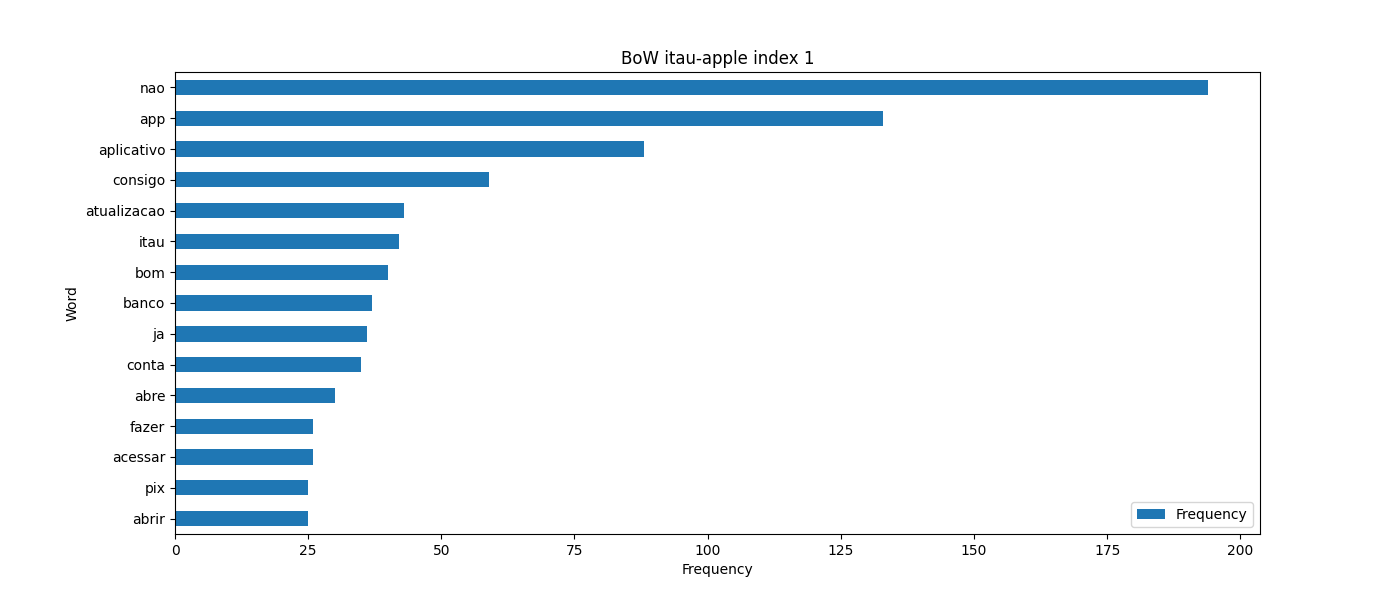 BoW itau-apple index 1
nao
app
aplicativo
consigo
atualizacao
itau
bom
banco
ja
conta
abre
fazer
acessar
pix
abrir
Word
Frequency
0 25 50 75 100 125 150 175 200
Frequency